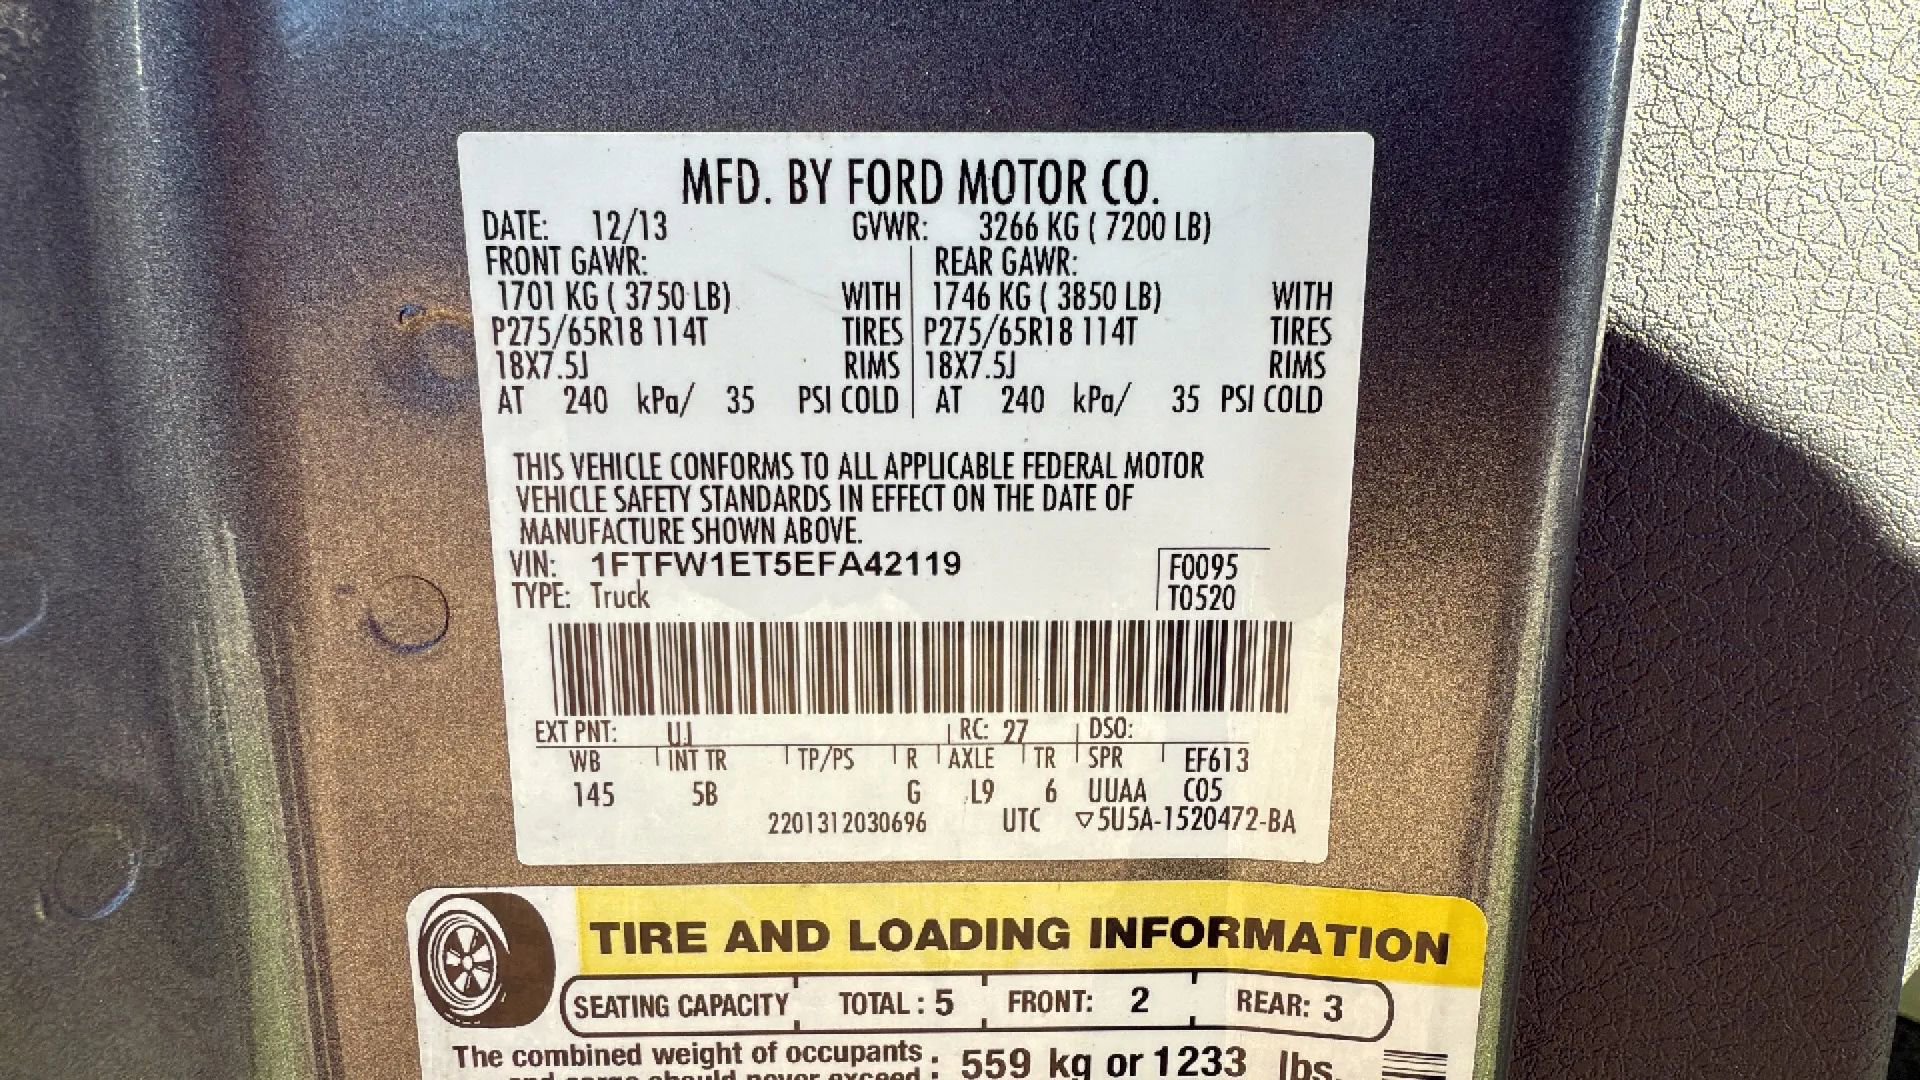 MFD. BY FORD MOTOR CO.
DATE: 12/13 GVWR: 3266 KG ( 7200 LB)
FRONT GAWR: REAR GAWR:
1701 KG ( 3750 LB) WITH 1746 KG ( 3850 LB) WITH
P275/65R18 114T TIRES P275/65R18 114T TIRES
18X7.5J RIMS 18X7.5J RIMS
AT 240 kPa/ 35 PSI COLD AT 240 kPa/ 35 PSI COLD
THIS VEHICLE CONFORMS TO ALL APPLICABLE FEDERAL MOTOR
VEHICLE SAFETY STANDARDS IN EFFECT ON THE DATE OF
MANUFACTURE SHOWN ABOVE.
VIN: 1FTFW1ET5EFA42119 F0095
TYPE: Truck T0520
EXT PNT: UJ RC: 27 DSO:
WB INT TR TP/PS R AXLE TR SPR EF613
145 5B G L9 6 UUAA C05
2201312030696 UTC ▽5U5A-1520472-BA
TIRE AND LOADING INFORMATION
SEATING CAPACITY TOTAL : 5 FRONT: 2 REAR: 3
The combined weight of occupants : 559 kg or 1233 lbs.
and cargo should never exceed